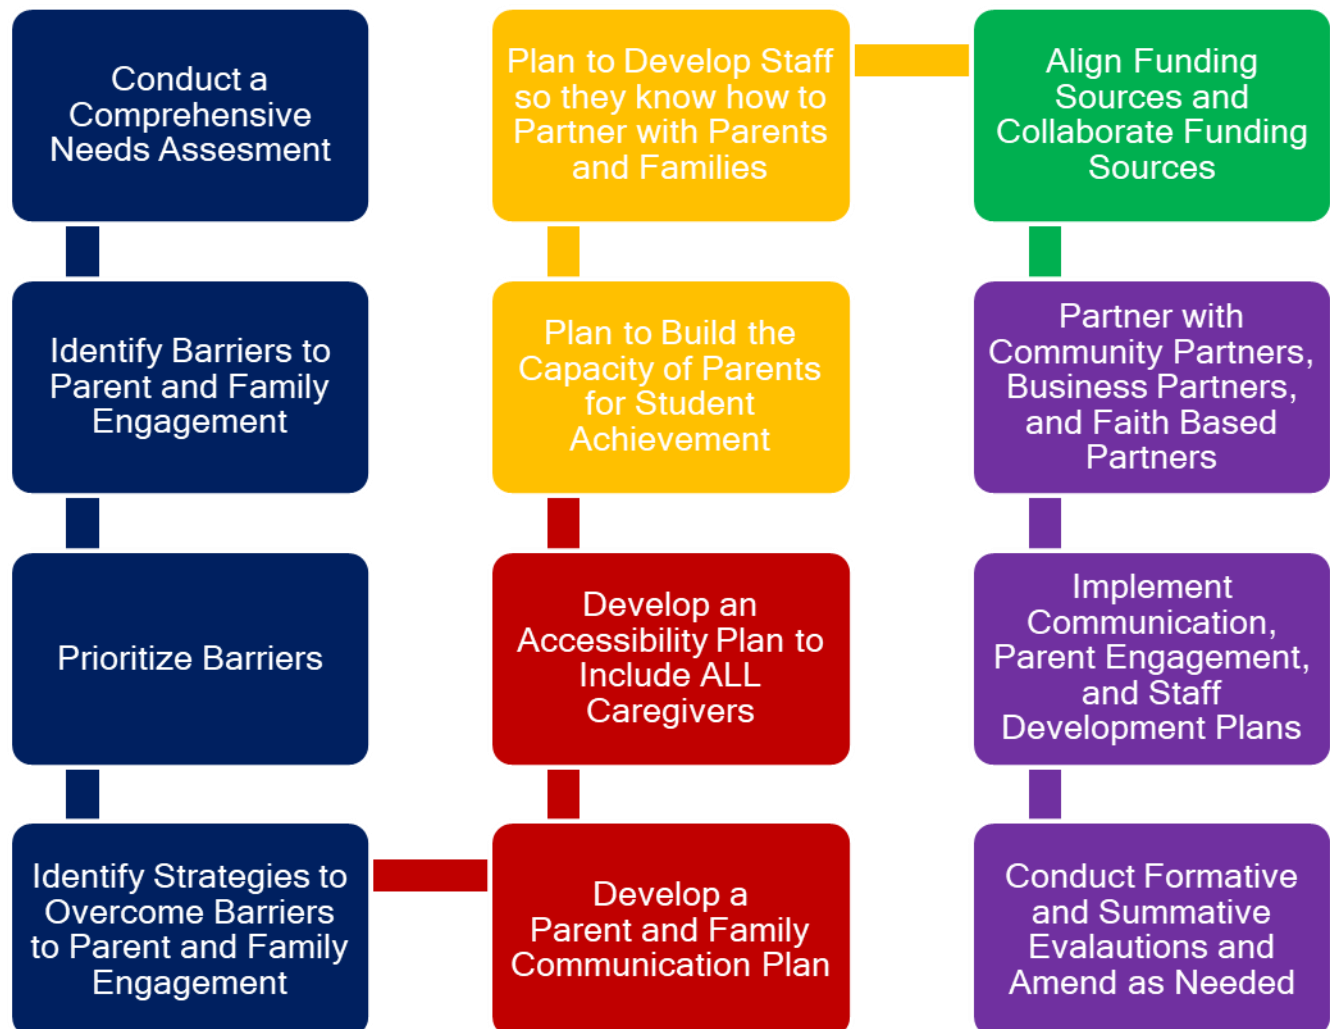 Conduct a
Comprehensive
Needs Assesment
Identify Barriers to
Parent and Family
Engagement
Prioritize Barriers
Identify Strategies to
Overcome Barriers
to Parent and Family
Engagement
Develop a
Parent and Family
Communication Plan
Develop an
Accessibility Plan to
Include ALL
Caregivers
Plan to Build the
Capacity of Parents
for Student
Achievement
Plan to Develop Staff
so they know how to
Partner with Parents
and Families
Align Funding
Sources and
Collaborate Funding
Sources
Partner with
Community Partners,
Business Partners,
and Faith Based
Partners
Implement
Communication,
Parent Engagement,
and Staff
Development Plans
Conduct Formative
and Summative
Evalautions and
Amend as Needed